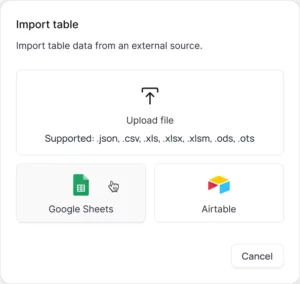 Import table
Import table data from an external source.
Upload file
Supported: .json, .csv, .xls, .xlsx, .xlsm, .ods, .ots
Google Sheets
Airtable
Cancel